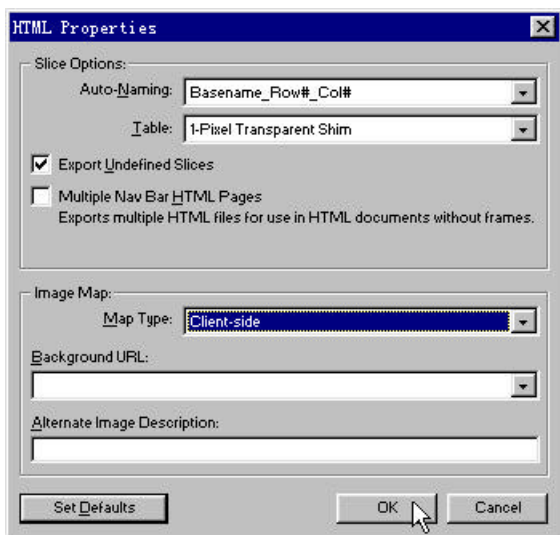 HTML Properties
Slice Options:
Auto-Naming: Basename_Row#_Col#
Table: 1-Pixel Transparent Shim
Export Undefined Slices
Multiple Nav Bar HTML Pages
Exports multiple HTML files for use in HTML documents without frames.
Image Map:
Map Type: Client-side
Background URL:
Alternate Image Description:
Set Defaults OK Cancel